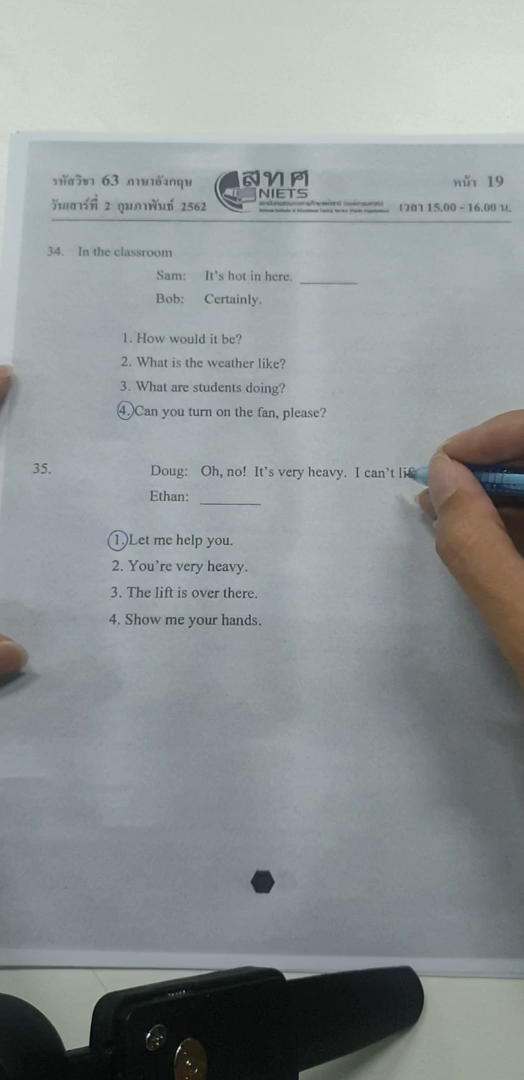 รหัสวิชา 63 ภาษาอังกฤษ
วันเสาร์ที่ 2 กุมภาพันธ์ 2562
สทศ
NIETS
หน้า 19
เวลา 15.00 - 16.00 น.
34. In the classroom
Sam: It's hot in here. ________
Bob: Certainly.
1. How would it be?
2. What is the weather like?
3. What are students doing?
4. Can you turn on the fan, please?
35. Doug: Oh, no! It's very heavy. I can't
Ethan: ________
1. Let me help you.
2. You're very heavy.
3. The lift is over there.
4. Show me your hands.